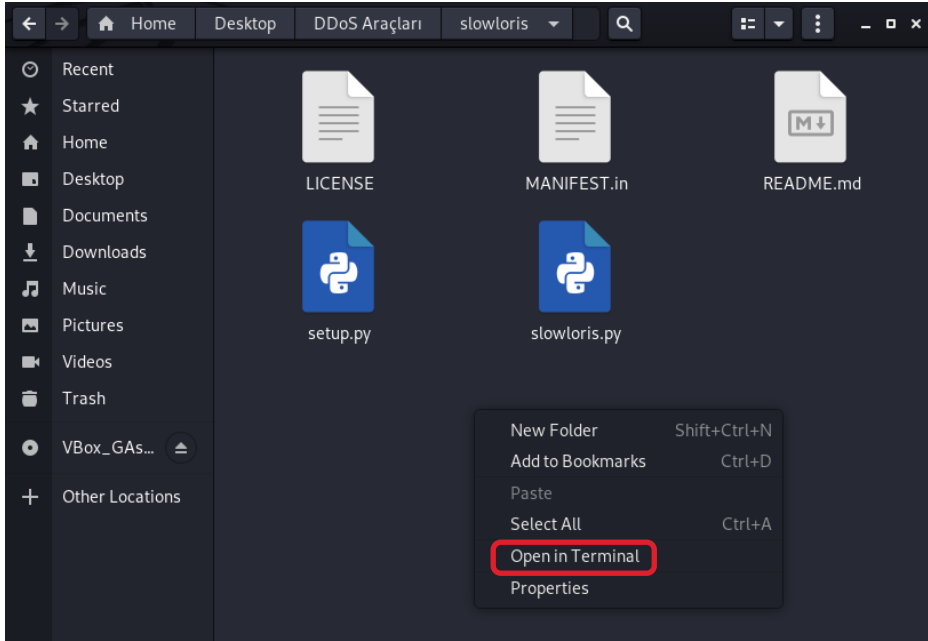 Home Desktop DDoS Araçları slowloris
Recent
Starred
Home
Desktop
Documents
Downloads
Music
Pictures
Videos
Trash
VBox_GAs...
Other Locations
LICENSE MANIFEST.in README.md
setup.py slowloris.py
New Folder Shift+Ctrl+N
Add to Bookmarks Ctrl+D
Paste
Select All Ctrl+A
Open in Terminal
Properties